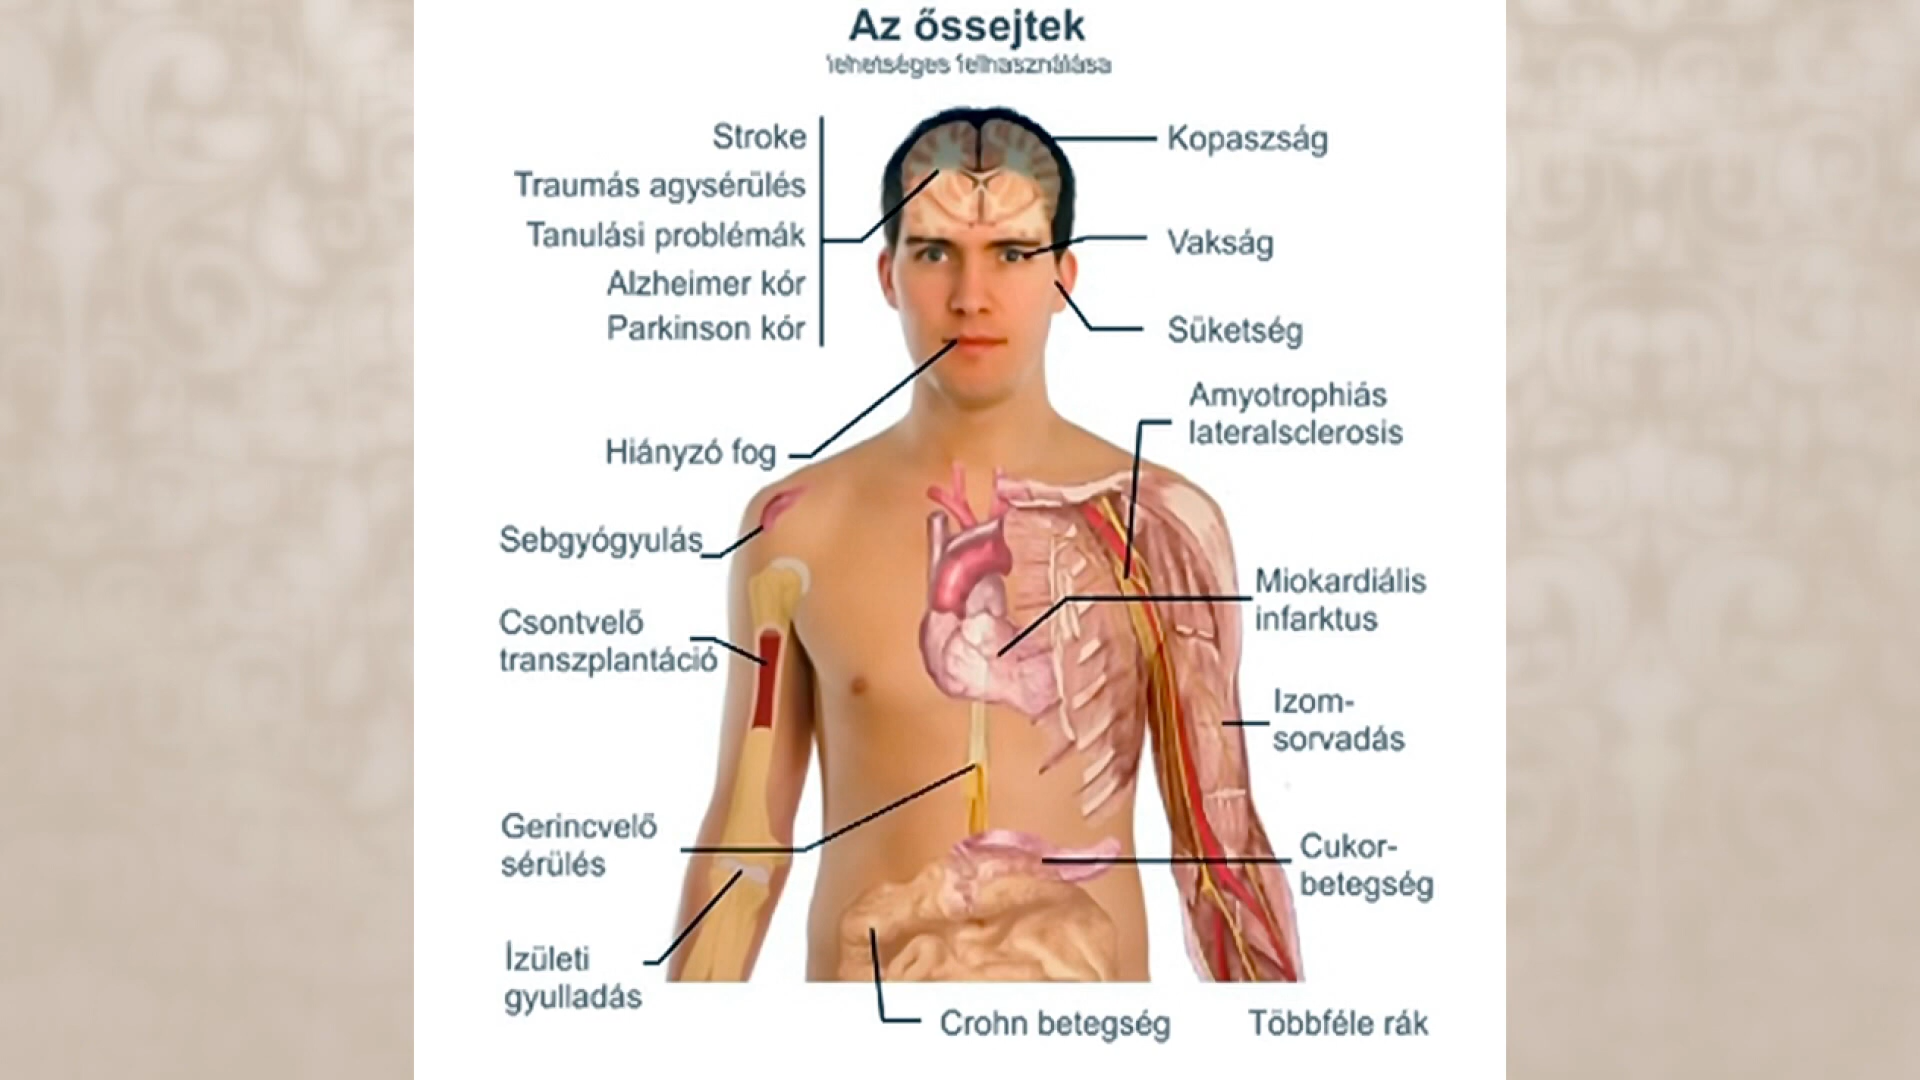 Az őssejtek
lehetséges felhasználása
Stroke
Traumás agysérülés
Tanulási problémák
Alzheimer kór
Parkinson kór
Hiányzó fog
Sebgyógyulás
Csontvelő
transzplantáció
Gerincvelő
sérülés
Ízületi
gyulladás
Kopaszság
Vakság
Süketség
Amyotrophiás
lateralsclerosis
Miokardiális
infarktus
Izom-
sorvadás
Cukor-
betegség
Crohn betegség
Többféle rák